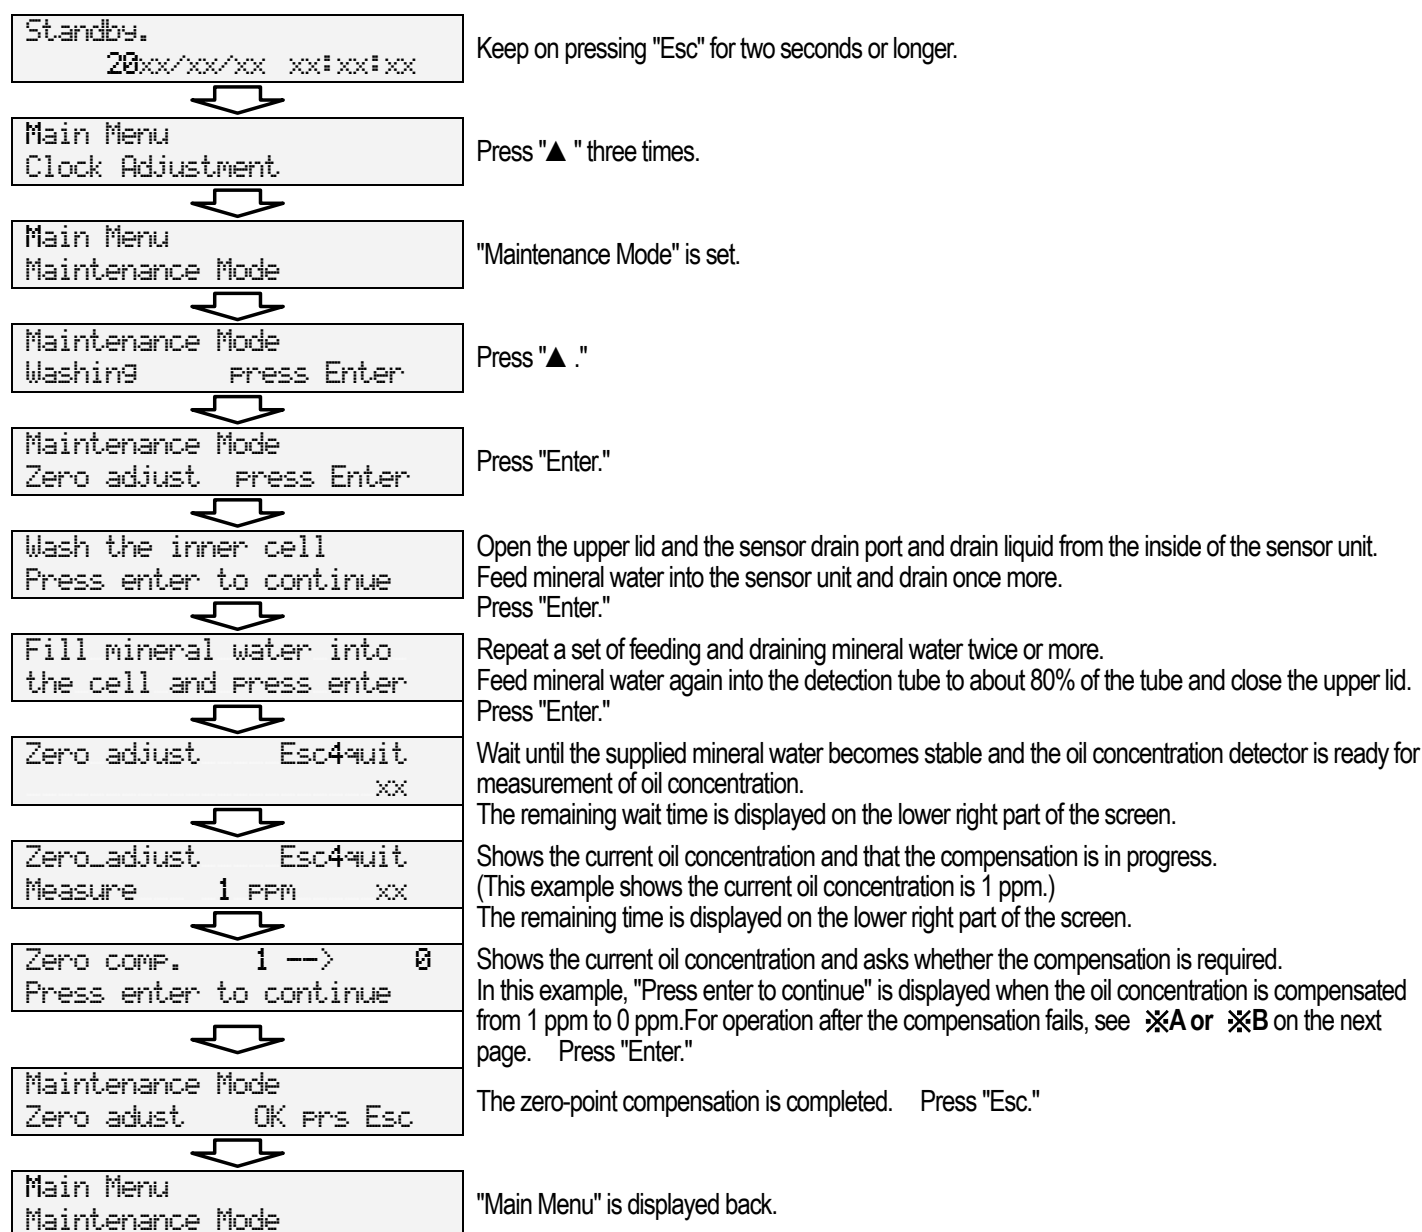 Standby.
20xx/xx/xx xx:xx:xx
Keep on pressing "Esc" for two seconds or longer.
Main Menu
Clock Adjustment
Press "▲ " three times.
Main Menu
Maintenance Mode
"Maintenance Mode" is set.
Maintenance Mode
Washing press Enter
Press "▲ ."
Maintenance Mode
Zero adjust press Enter
Press "Enter."
Wash the inner cell
Press enter to continue
Open the upper lid and the sensor drain port and drain liquid from the inside of the sensor unit.
Feed mineral water into the sensor unit and drain once more.
Press "Enter."
Fill mineral water into
the cell and press enter
Repeat a set of feeding and draining mineral water twice or more.
Feed mineral water again into the detection tube to about 80% of the tube and close the upper lid.
Press "Enter."
Zero adjust Esc4quit
xx
Wait until the supplied mineral water becomes stable and the oil concentration detector is ready for
measurement of oil concentration.
The remaining wait time is displayed on the lower right part of the screen.
Zero_adjust Esc4quit
Measure 1 ppm xx
Shows the current oil concentration and that the compensation is in progress.
(This example shows the current oil concentration is 1 ppm.)
The remaining time is displayed on the lower right part of the screen.
Zero comp. 1 --> 0
Press enter to continue
Shows the current oil concentration and asks whether the compensation is required.
In this example, "Press enter to continue" is displayed when the oil concentration is compensated
from 1 ppm to 0 ppm.For operation after the compensation fails, see ※A or ※B on the next
page. Press "Enter."
Maintenance Mode
Zero adust OK prs Esc
The zero-point compensation is completed. Press "Esc."
Main Menu
Maintenance Mode
"Main Menu" is displayed back.